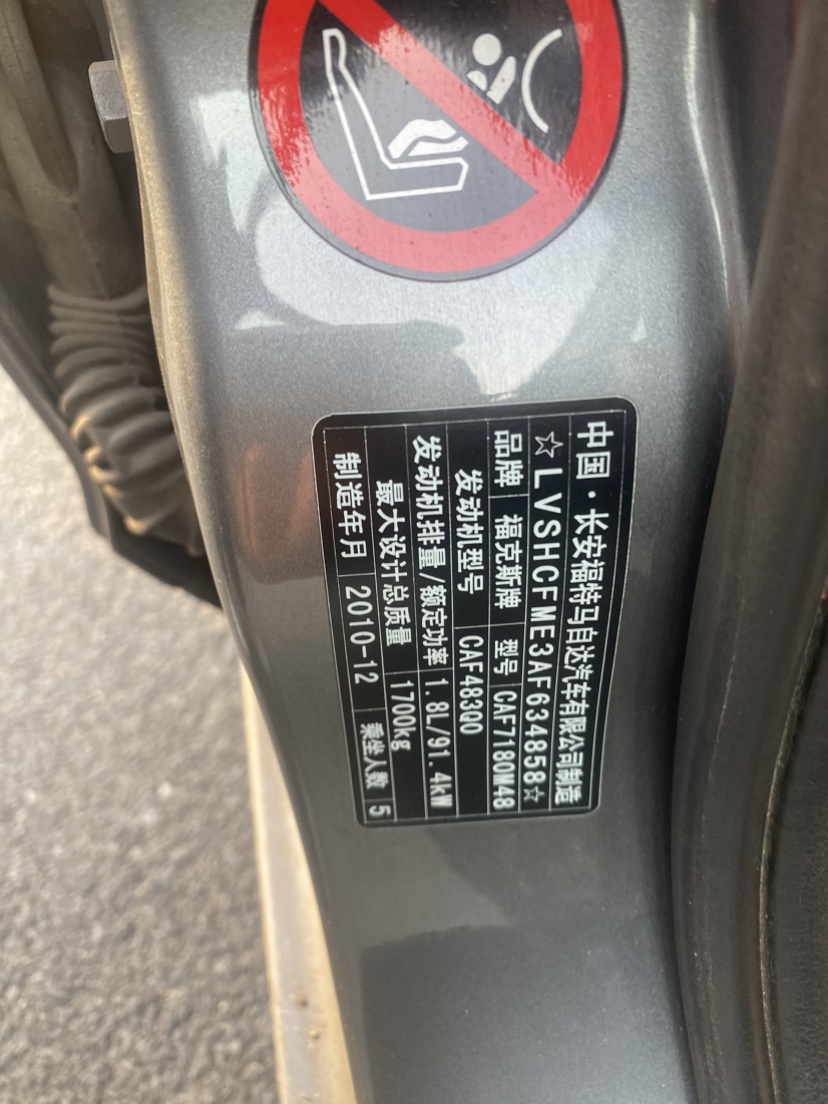 中国·长安福特马自达汽车有限公司制造
☆LVSHCFME3AF634858☆
品牌 福克斯牌 型号 CAF7180M48
发动机型号 CAF483Q0
发动机排量/额定功率 1.8L/91.4kW
最大设计总质量 1700kg
制造年月 2010-12 乘坐人数 5